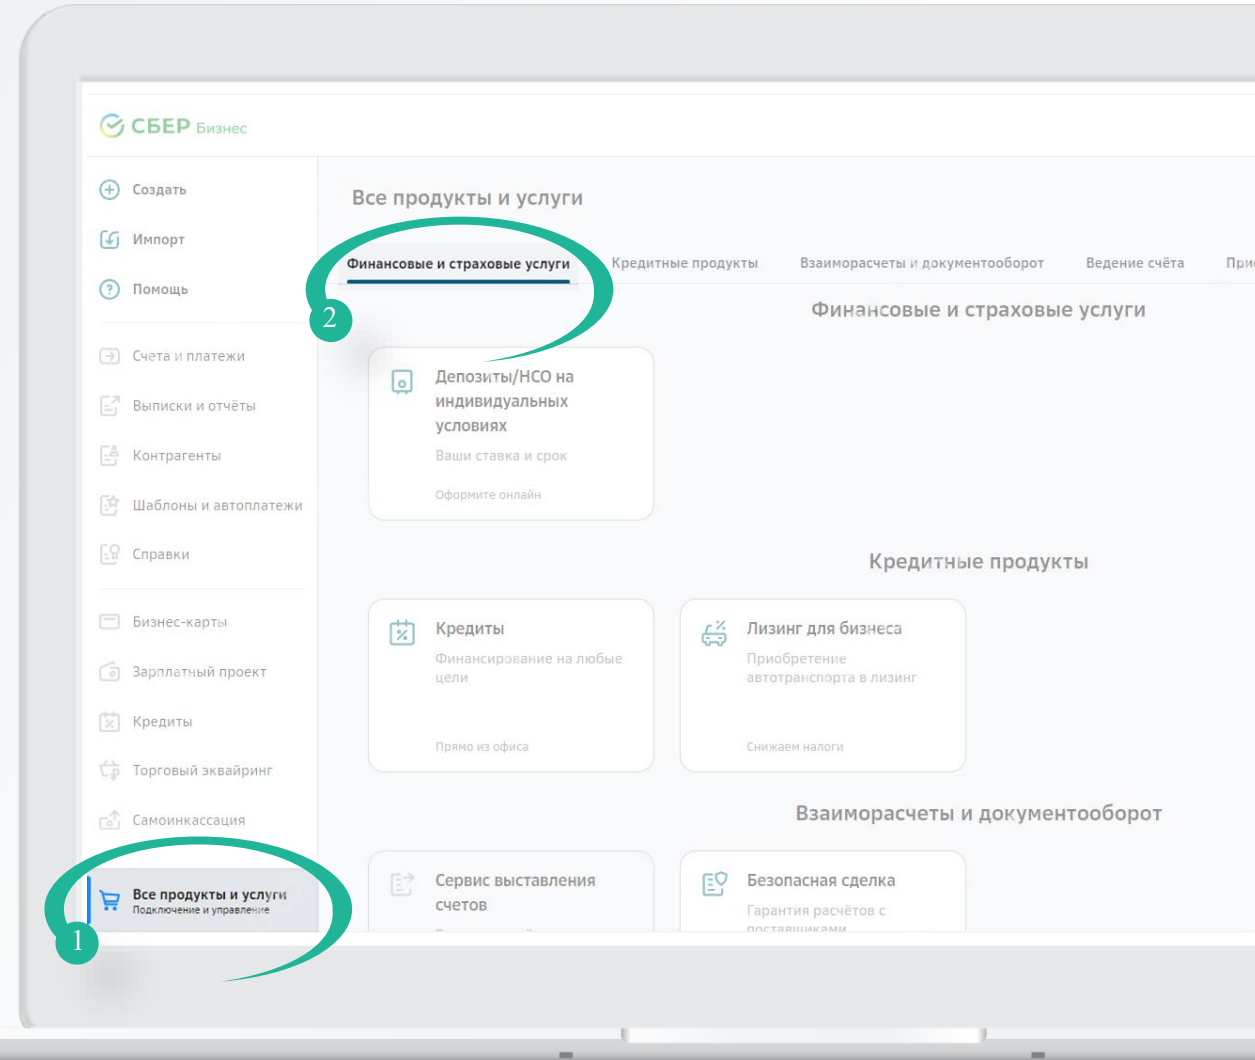 СБЕР Бизнес
Создать
Импорт
Помощь
Счета и платежи
Выписки и отчёты
Контрагенты
Шаблоны и автоплатежи
Справки
Бизнес-карты
Зарплатный проект
Кредиты
Торговый эквайринг
Самоинкассация
Все продукты и услуги
Подключение и управление
1
Все продукты и услуги
Финансовые и страховые услуги
Кредитные продукты
Взаиморасчеты и документооборот
Ведение счёта
2
Финансовые и страховые услуги
Депозиты/НСО на
индивидуальных
условиях
Ваши ставка и срок
Оформите онлайн
Кредитные продукты
Кредиты
Финансирование на любые
цели
Прямо из офиса
Лизинг для бизнеса
Приобретение
автотранспорта в лизинг
Снижаем налоги
Взаиморасчеты и документооборот
Сервис выставления
счетов
Безопасная сделка
Гарантия расчётов с
поставщиками